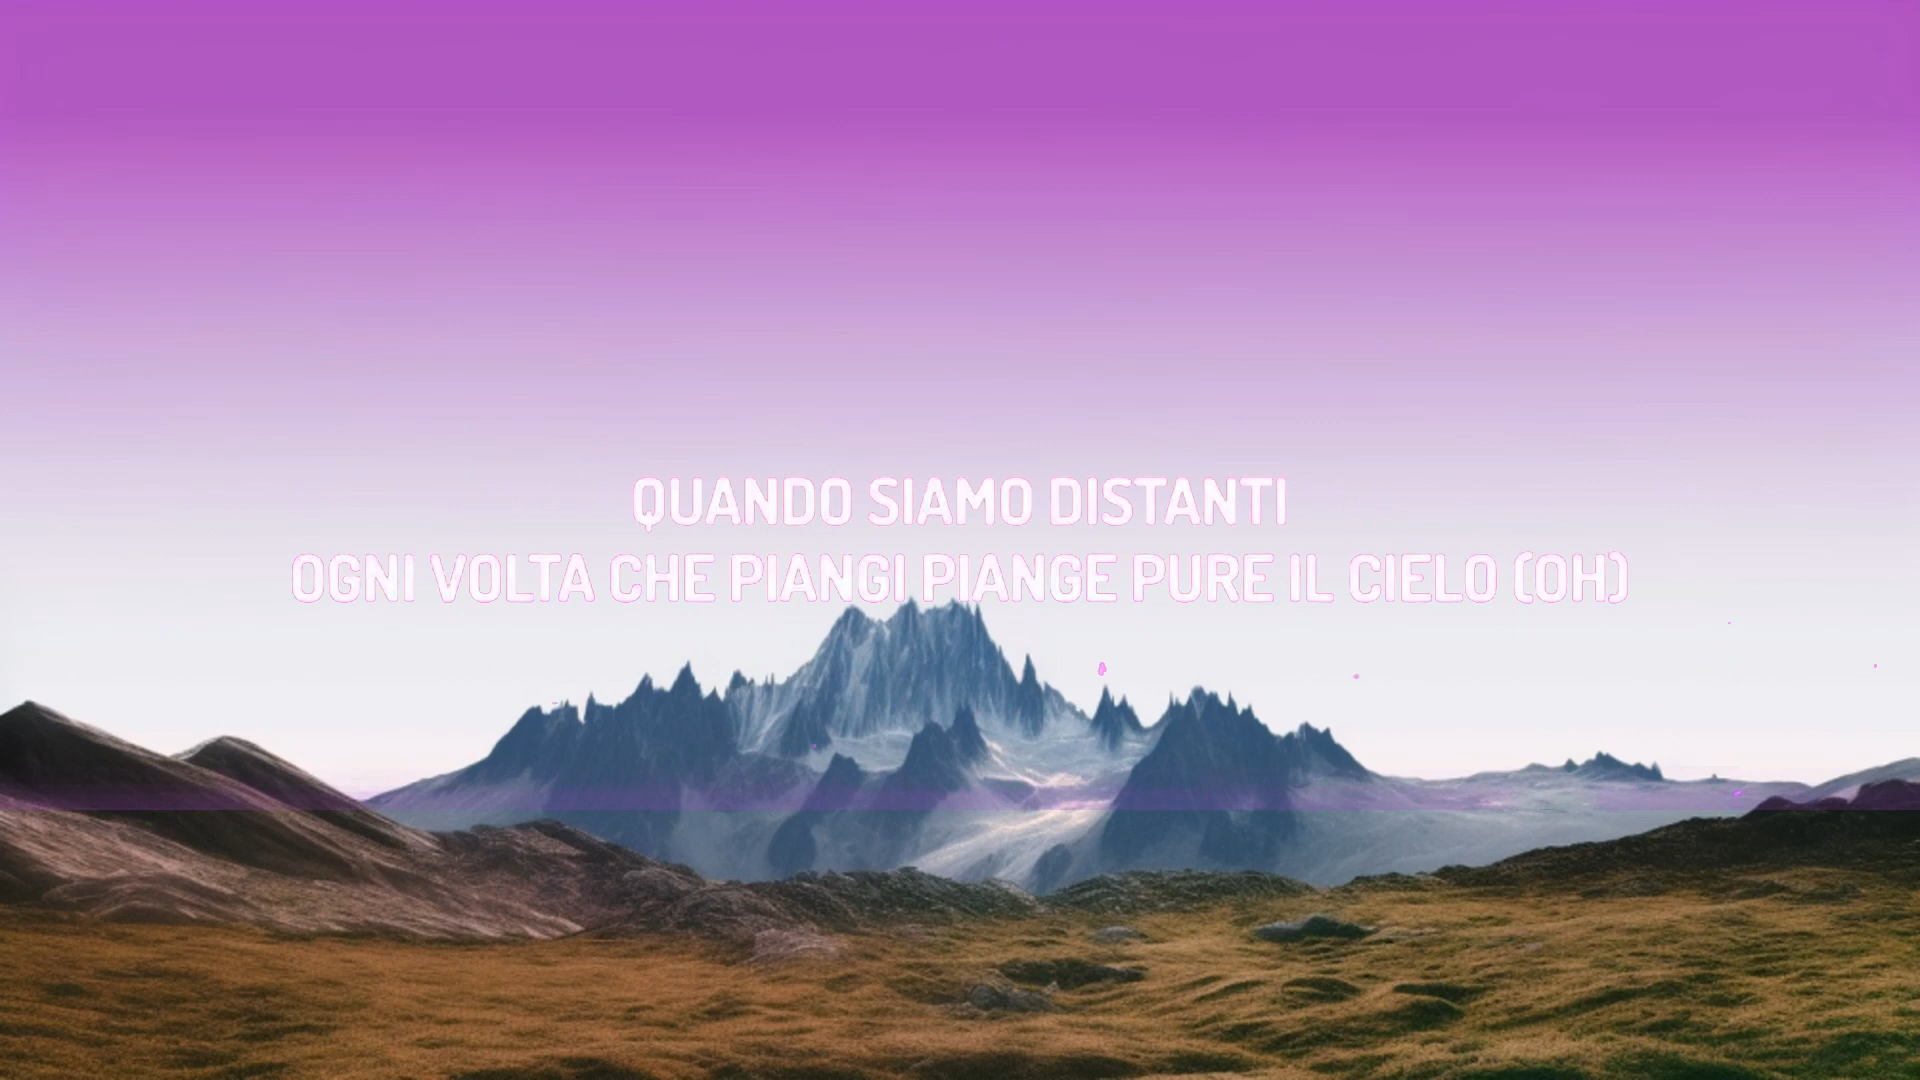 QUANDO SIAMO DISTANTI
OGNI VOLTA CHE PIANGI PIANGE PURE IL CIELO (OH)